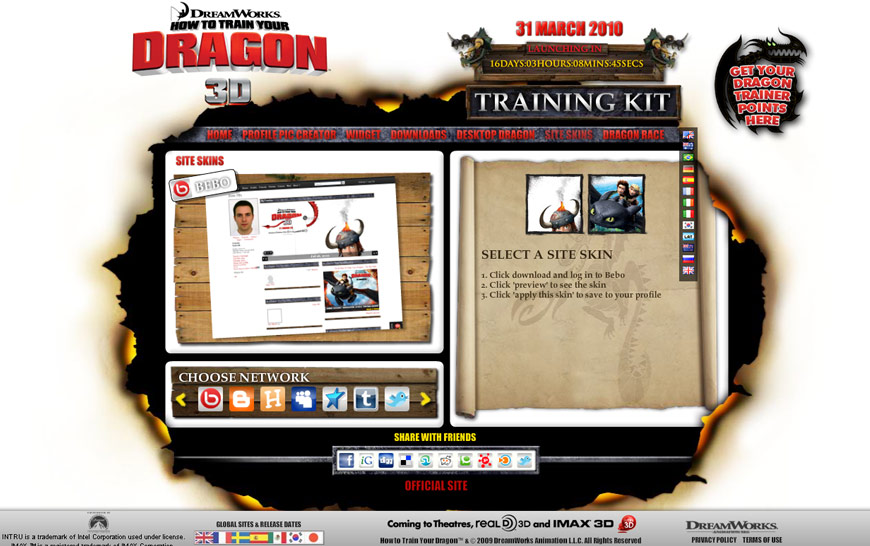 DREAMWORKS
HOW TO TRAIN YOUR
DRAGON
3D
31 MARCH 2010
LAUNCHING IN
16DAYS:03HOURS:08MINS:45SECS
TRAINING KIT
GET YOUR
DRAGON
TRAINER
POINTS
HERE
HOME PROFILE PIC CREATOR WIDGET DOWNLOADS DESKTOP DRAGON SITE SKINS DRAGON RACE
SITE SKINS
BEBO
DRAGON
LAT
SELECT A SITE SKIN
1. Click download and log in to Bebo
2. Click 'preview' to see the skin
3. Click 'apply this skin' to save to your profile
CHOOSE NETWORK
SHARE WITH FRIENDS
iG digg
OFFICIAL SITE
INTRU is a trademark of Intel Corporation used under license.
IMAX ® is a registered trademark of IMAX Corporation.
GLOBAL SITES & RELEASE DATES
Coming to Theatres, REAL D 3D and IMAX 3D
How to Train Your Dragon™ & © 2009 DreamWorks Animation L.L.C. All Rights Reserved
DREAMWORKS
PRIVACY POLICY TERMS OF USE